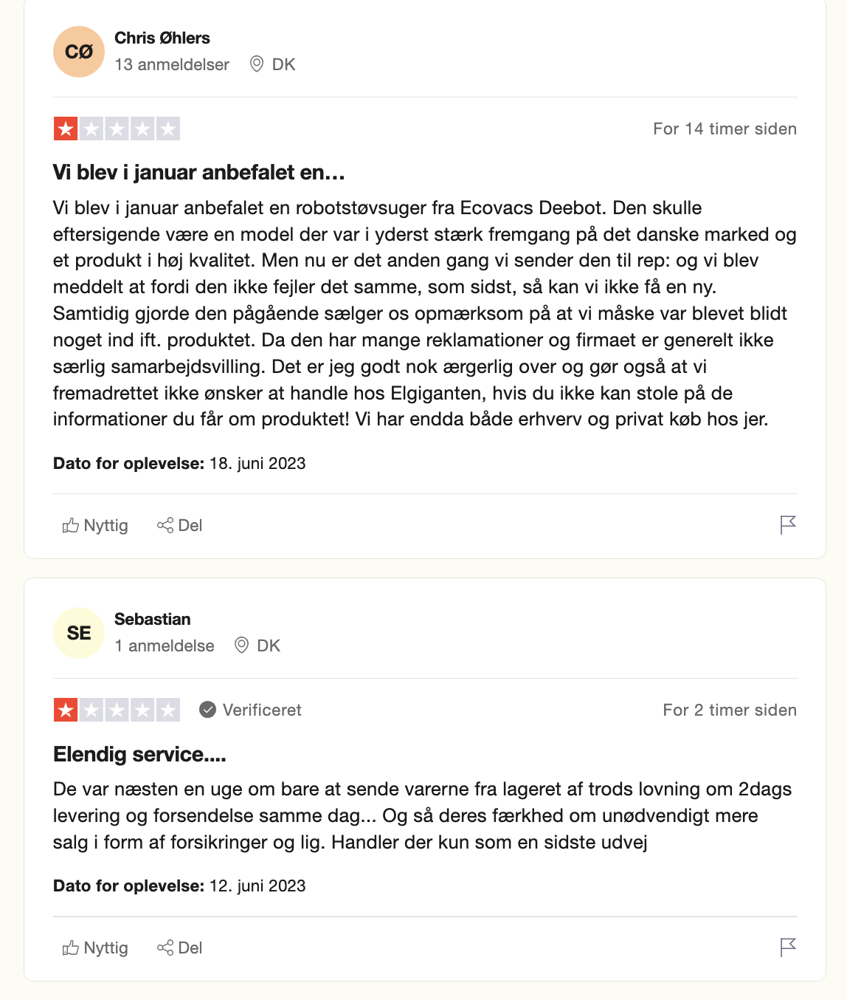 CØ
Chris Øhlers
13 anmeldelser DK
For 14 timer siden
Vi blev i januar anbefalet en...
Vi blev i januar anbefalet en robotstøvsuger fra Ecovacs Deebot. Den skulle
eftersigende være en model der var i yderst stærk fremgang på det danske marked og
et produkt i høj kvalitet. Men nu er det anden gang vi sender den til rep: og vi blev
meddelt at fordi den ikke fejler det samme, som sidst, så kan vi ikke få en ny.
Samtidig gjorde den pågående sælger os opmærksom på at vi måske var blevet blidt
noget ind ift. produktet. Da den har mange reklamationer og firmaet er generelt ikke
særlig samarbejdsvilling. Det er jeg godt nok ærgerlig over og gør også at vi
fremadrettet ikke ønsker at handle hos Elgiganten, hvis du ikke kan stole på de
informationer du får om produktet! Vi har endda både erhverv og privat køb hos jer.
Dato for oplevelse: 18. juni 2023
Nyttig Del
SE
Sebastian
1 anmeldelse DK
Verificeret For 2 timer siden
Elendig service....
De var næsten en uge om bare at sende varerne fra lageret af trods lovning om 2dags
levering og forsendelse samme dag... Og så deres færkhed om unødvendigt mere
salg i form af forsikringer og lig. Handler der kun som en sidste udvej
Dato for oplevelse: 12. juni 2023
Nyttig Del